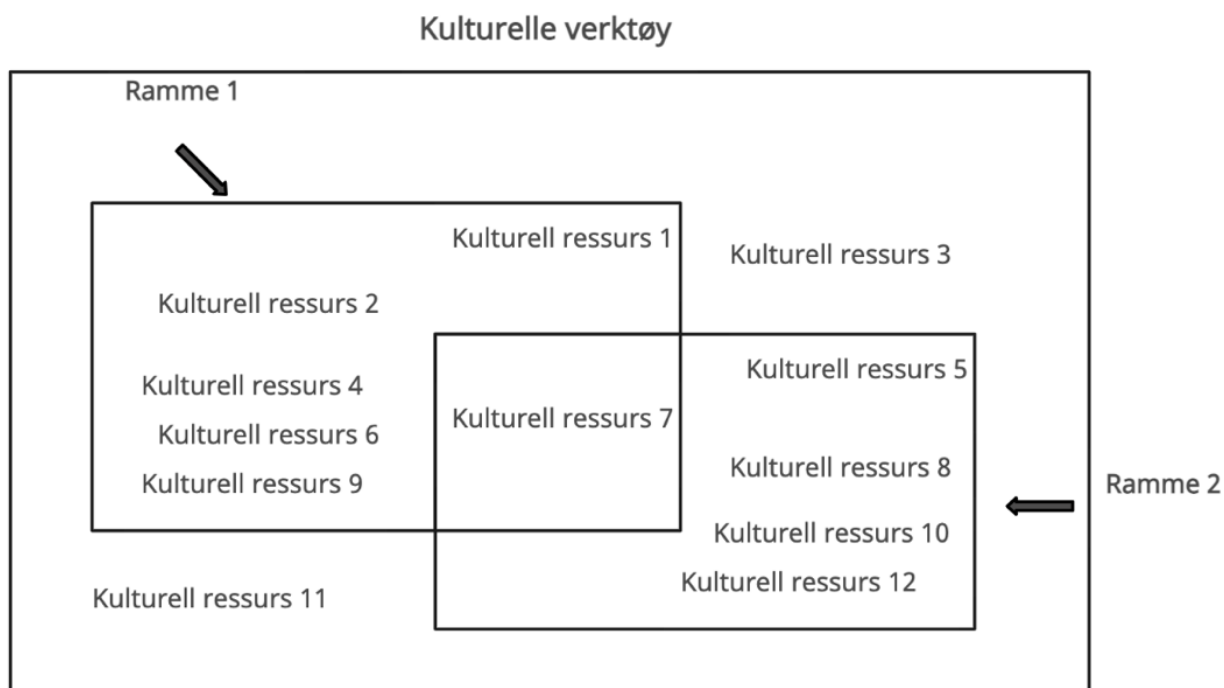 Kulturelle verktøy
Ramme 1
Kulturell ressurs 1
Kulturell ressurs 3
Kulturell ressurs 2
Kulturell ressurs 5
Kulturell ressurs 4
Kulturell ressurs 7
Kulturell ressurs 6
Kulturell ressurs 8
Kulturell ressurs 9
Ramme 2
Kulturell ressurs 10
Kulturell ressurs 12
Kulturell ressurs 11